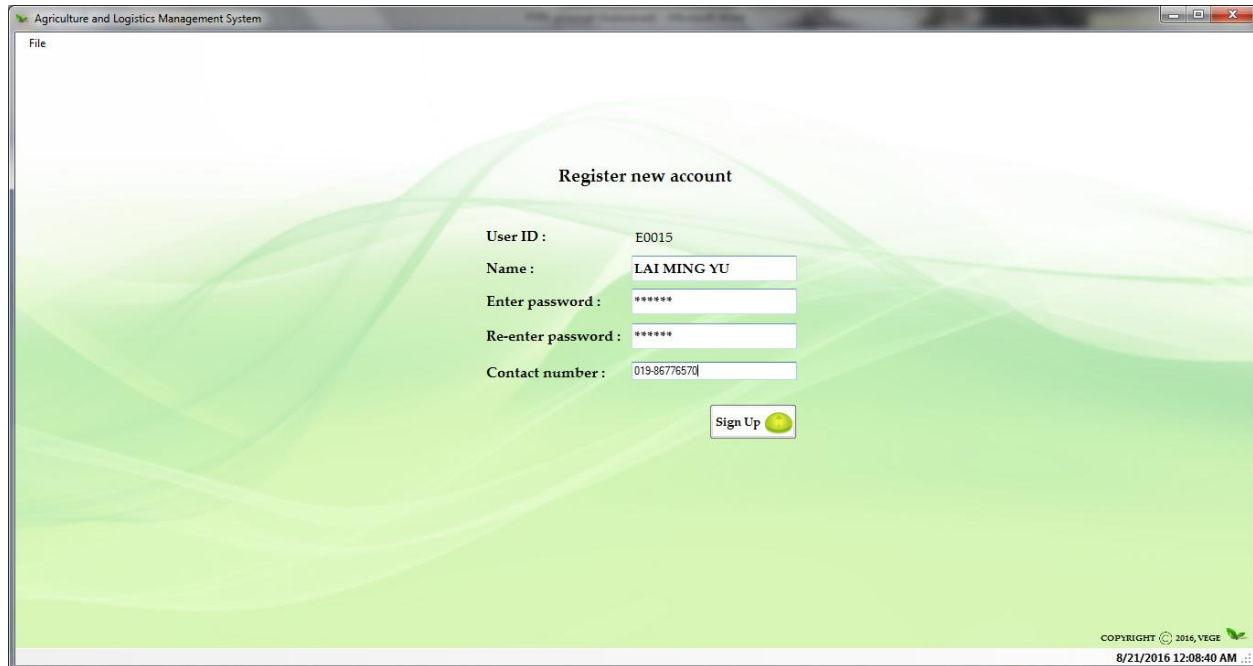 Agriculture and Logistics Management System
File
Register new account
User ID : E0015
Name : LAI MING YU
Enter password : ******
Re-enter password : ******
Contact number : 019-86776570
Sign Up
COPYRIGHT © 2016, VEGE
8/21/2016 12:08:40 AM